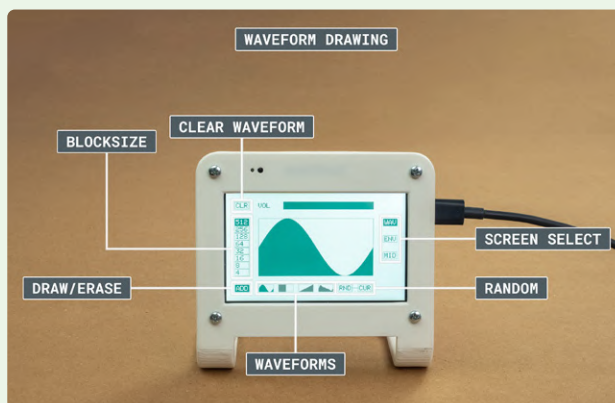 WAVEFORM DRAWING
CLEAR WAVEFORM
BLOCKSIZE
CLR VOL
512
256
128
64
32
16
8
4
WAV
ENV
MID
SCREEN SELECT
DRAW/ERASE
ADD
RND CUR
RANDOM
WAVEFORMS